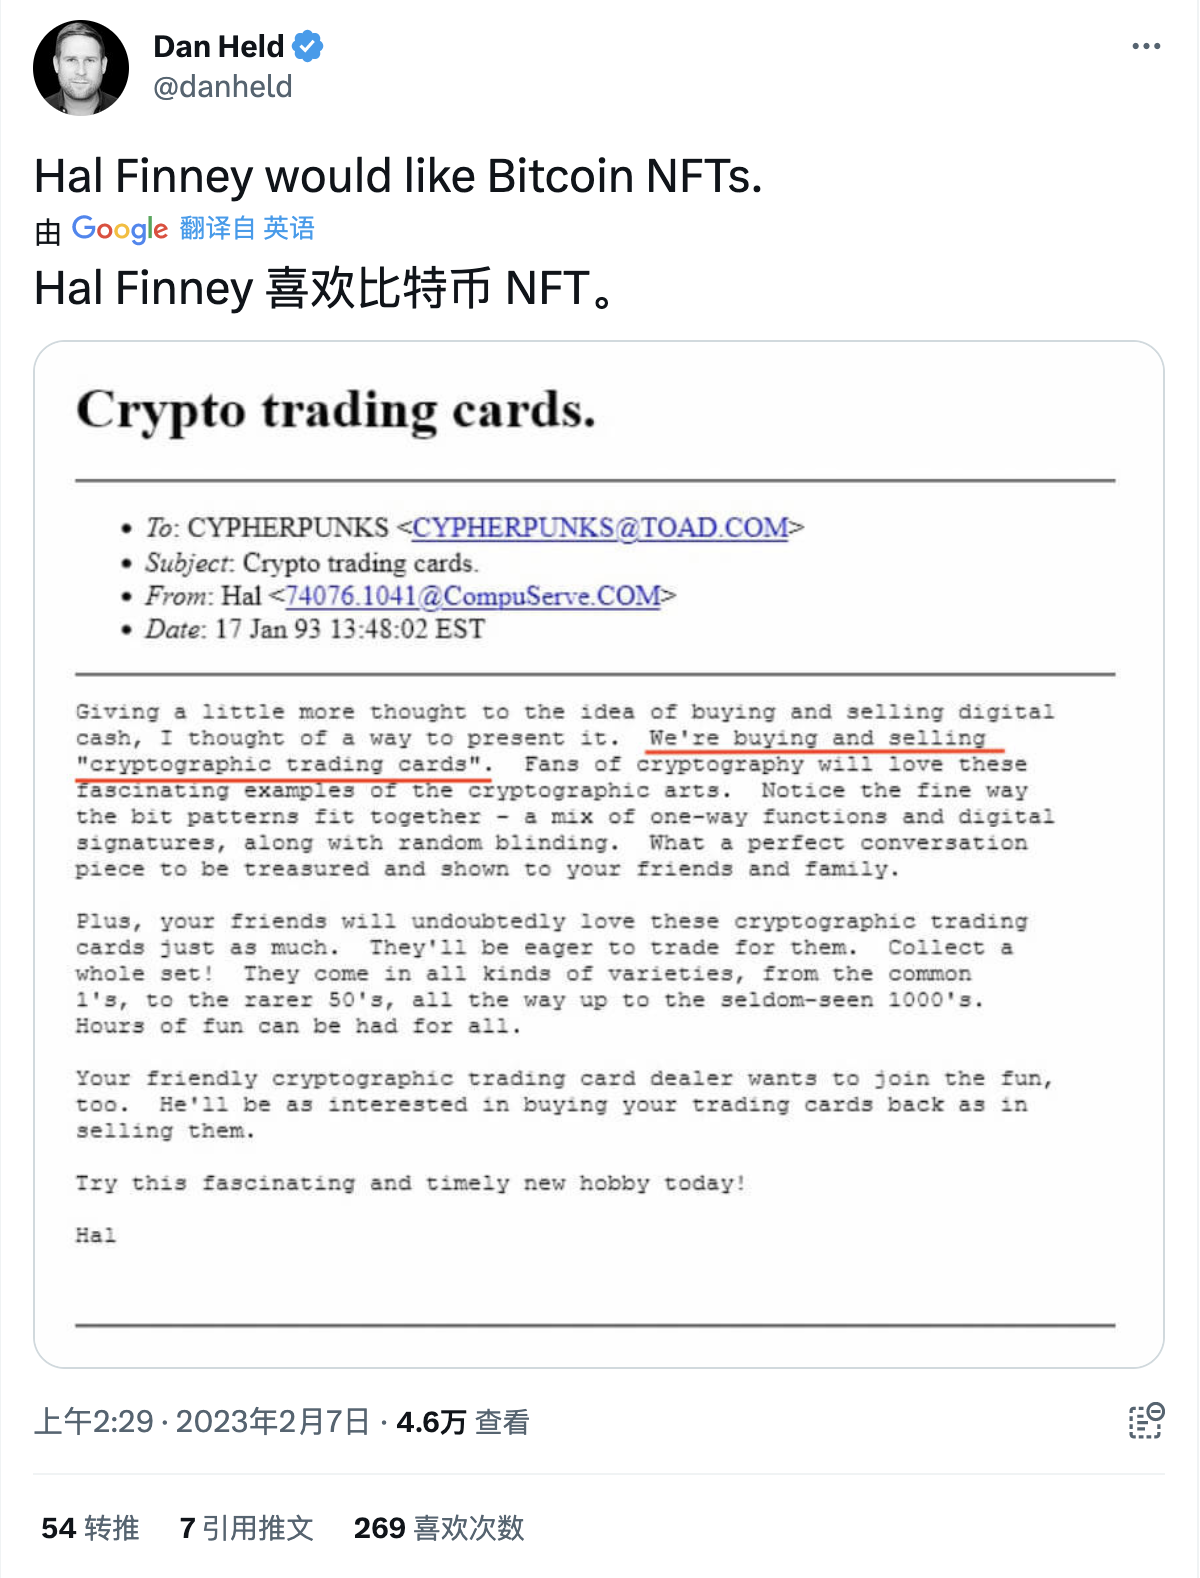 Dan Held
@danheld
Hal Finney would like Bitcoin NFTs.
由 Google 翻译自 英语
Hal Finney 喜欢比特币 NFT。
Crypto trading cards.
• To: CYPHERPUNKS <CYPHERPUNKS@TOAD.COM>
• Subject: Crypto trading cards.
• From: Hal <74076.1041@CompuServe.COM>
• Date: 17 Jan 93 13:48:02 EST
Giving a little more thought to the idea of buying and selling digital
cash, I thought of a way to present it.  We're buying and selling
"cryptographic trading cards".  Fans of cryptography will love these
fascinating examples of the cryptographic arts.  Notice the fine way
the bit patterns fit together - a mix of one-way functions and digital
signatures, along with random blinding.  What a perfect conversation
piece to be treasured and shown to your friends and family.
Plus, your friends will undoubtedly love these cryptographic trading
cards just as much.  They'll be eager to trade for them.  Collect a
whole set!  They come in all kinds of varieties, from the common
1's, to the rarer 50's, all the way up to the seldom-seen 1000's.
Hours of fun can be had for all.
Your friendly cryptographic trading card dealer wants to join the fun,
too.  He'll be as interested in buying your trading cards back as in
selling them.
Try this fascinating and timely new hobby today!
Hal
上午2:29 · 2023年2月7日 · 4.6万 查看
54 转推 7 引用推文 269 喜欢次数